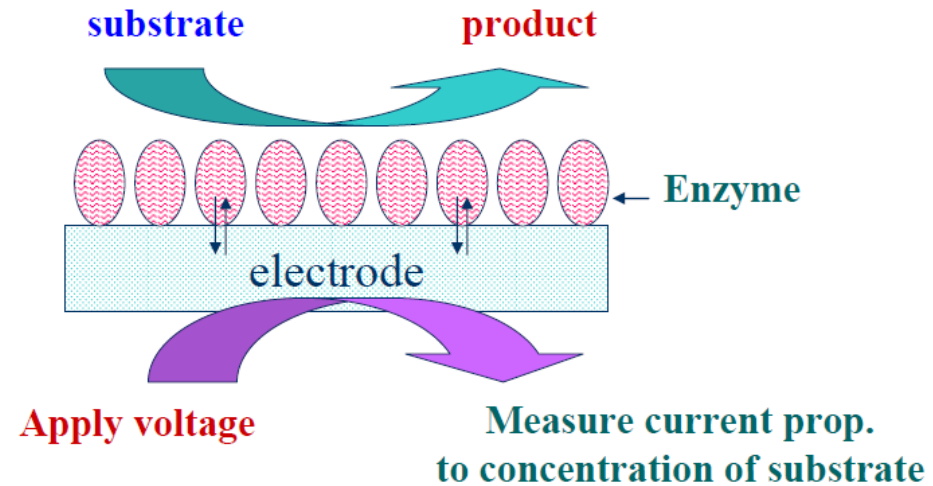 substrate
product
Enzyme
electrode
Apply voltage
Measure current prop.
to concentration of substrate